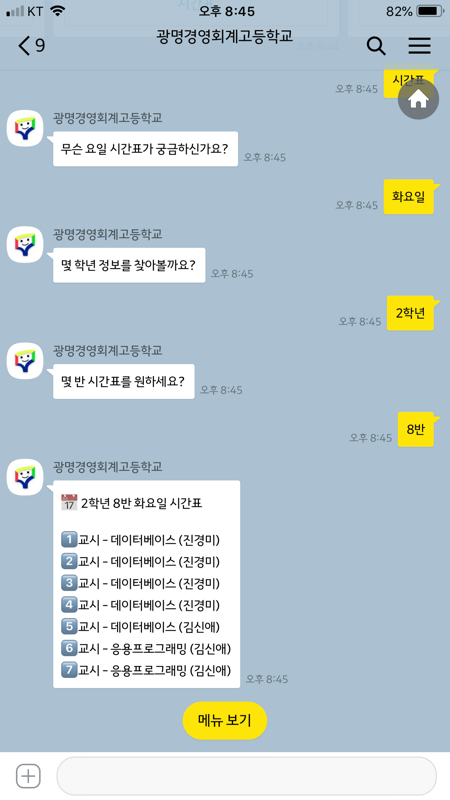 KT 오후 8:45 82%
9 광명경영회계고등학교
시간표
오후 8:45
광명경영회계고등학교
무슨 요일 시간표가 궁금하신가요?
오후 8:45
화요일
오후 8:45
광명경영회계고등학교
몇 학년 정보를 찾아볼까요?
오후 8:45
2학년
오후 8:45
광명경영회계고등학교
몇 반 시간표를 원하세요?
오후 8:45
8반
오후 8:45
광명경영회계고등학교
17 2학년 8반 화요일 시간표
1교시 - 데이터베이스 (진경미)
2교시 - 데이터베이스 (진경미)
3교시 - 데이터베이스 (진경미)
4교시 - 데이터베이스 (진경미)
5교시 - 데이터베이스 (김신애)
6교시 - 응용프로그래밍 (김신애)
7교시 - 응용프로그래밍 (김신애)
오후 8:45
메뉴 보기